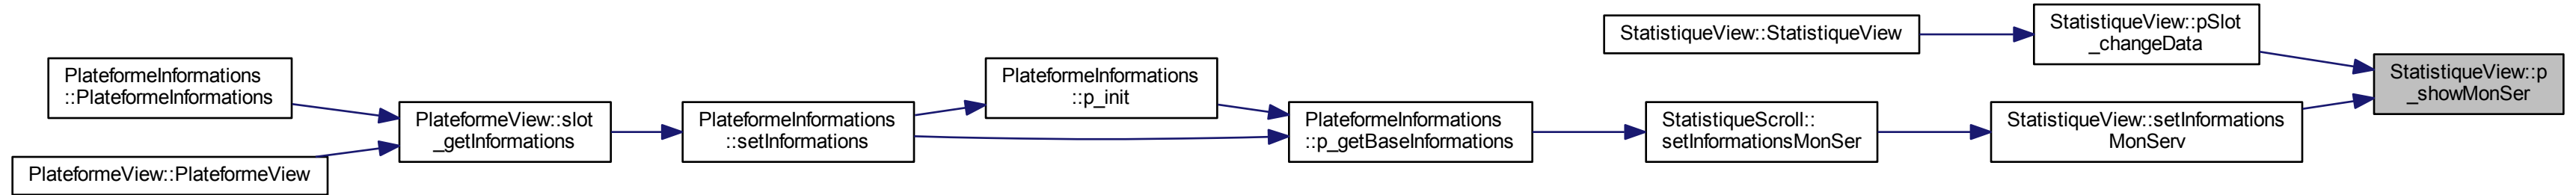 PlateformeInformations
::PlateformeInformations
PlateformeView::PlateformeView
PlateformeView::slot
_getInformations
PlateformeInformations
::setInformations
PlateformeInformations
::p_init
PlateformeInformations
::p_getBaseInformations
StatistiqueView::StatistiqueView
StatistiqueScroll::
setInformationsMonSer
StatistiqueView::pSlot
_changeData
StatistiqueView::setInformations
MonServ
StatistiqueView::p
_showMonSer